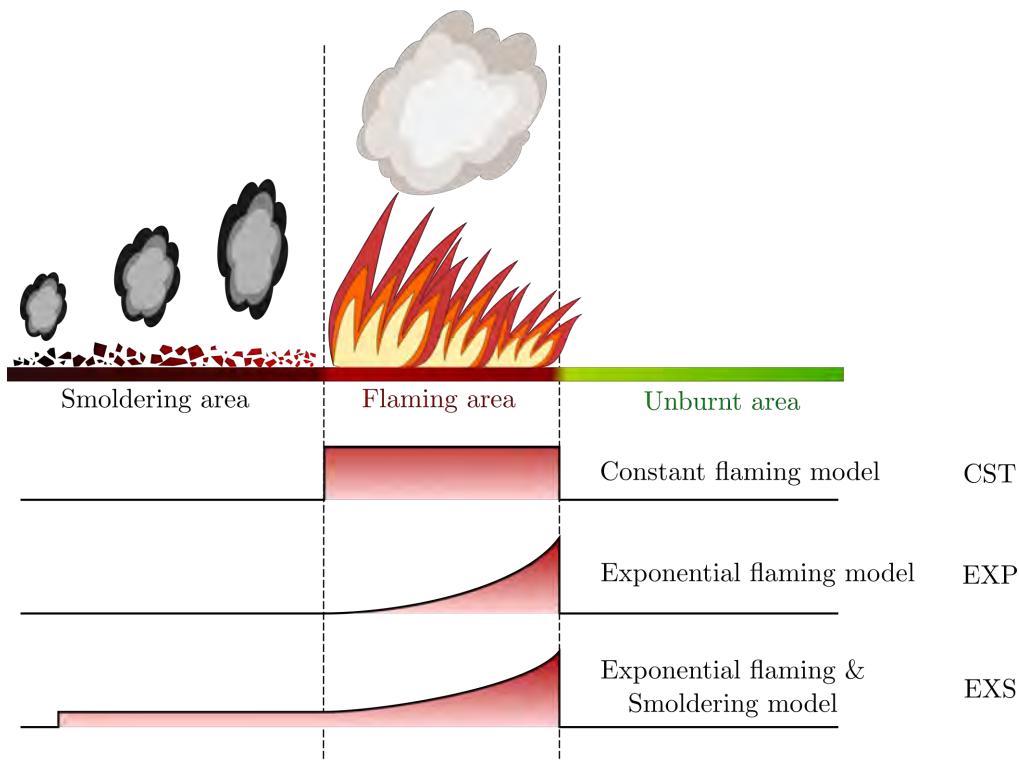 Smoldering area
Flaming area
Unburnt area
Constant flaming model
CST
Exponential flaming model
EXP
Exponential flaming &
Smoldering model
EXS